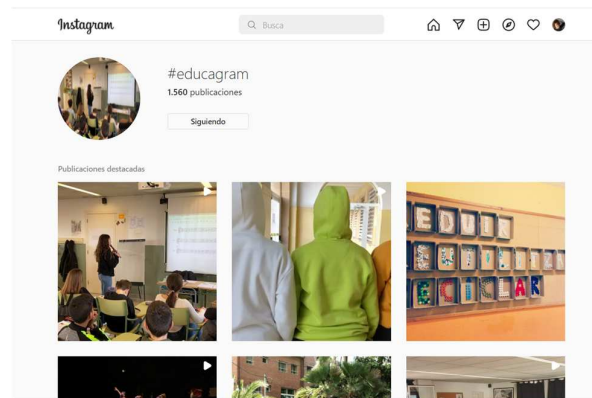 Instagram
Busca
#educagram
1.560 publicaciones
Siguiendo
Publicaciones destacadas